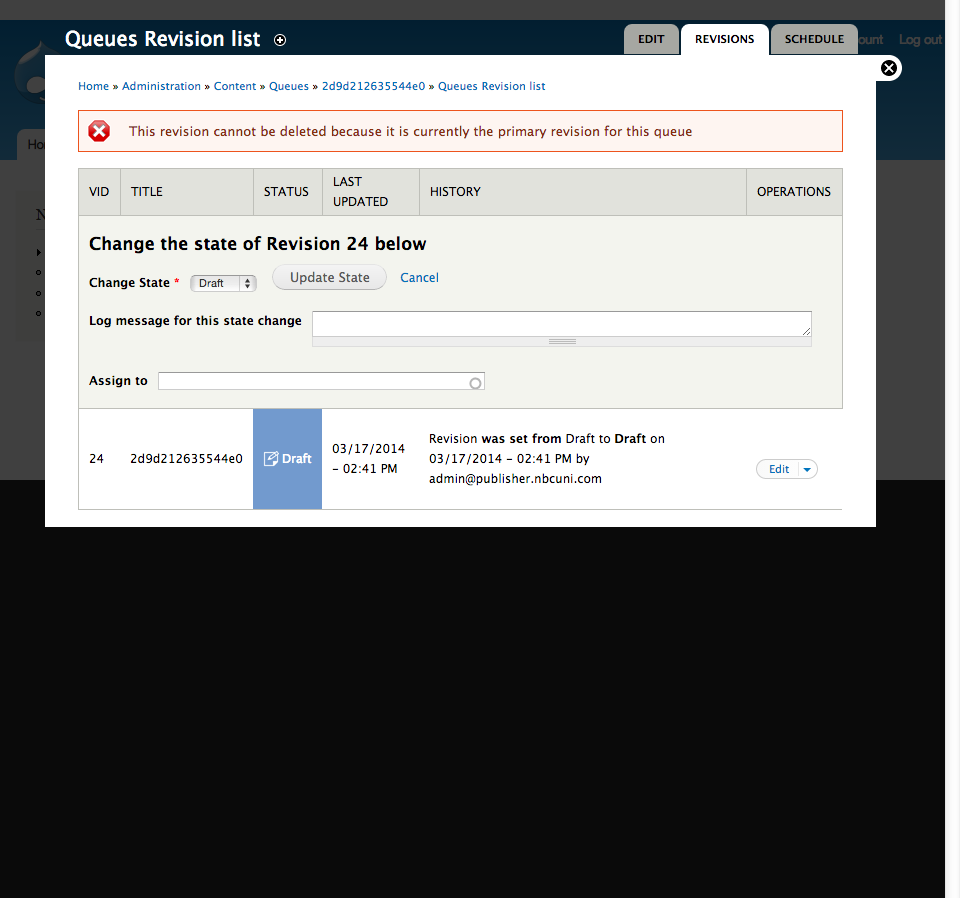 Queues Revision list
EDIT
REVISIONS
SCHEDULE
Log out
Home » Administration » Content » Queues » 2d9d212635544e0 » Queues Revision list
This revision cannot be deleted because it is currently the primary revision for this queue
VID TITLE STATUS LAST UPDATED HISTORY OPERATIONS
Change the state of Revision 24 below
Change State * Draft Update State Cancel
Log message for this state change
Assign to
24 2d9d212635544e0 Draft
03/17/2014
– 02:41 PM
Revision was set from Draft to Draft on
03/17/2014 – 02:41 PM by
admin@publisher.nbcuni.com
Edit